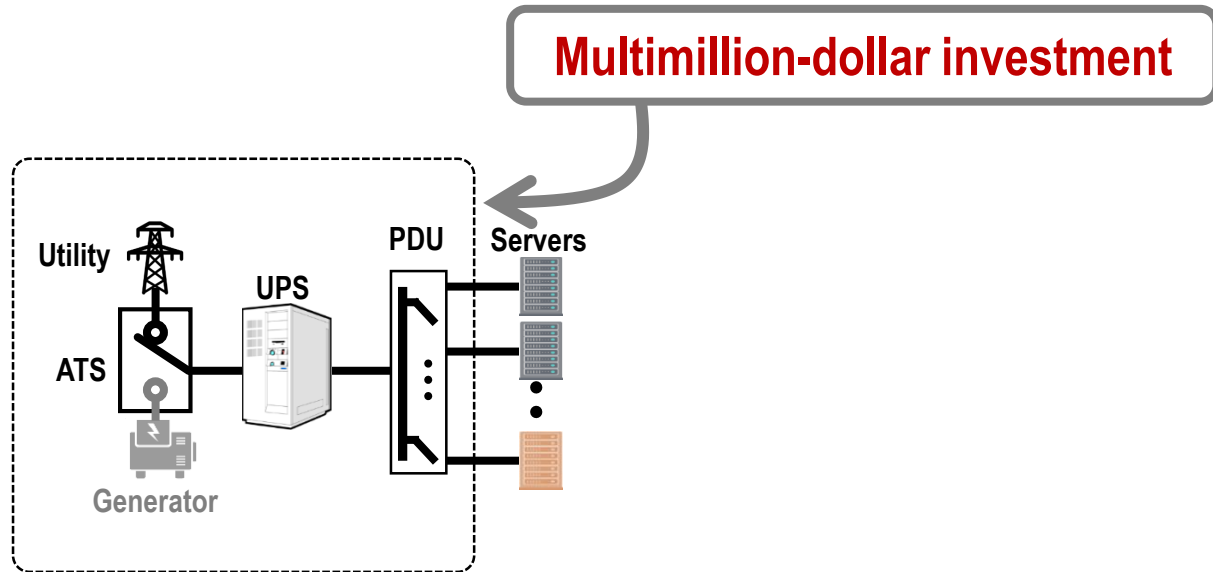 Multimillion-dollar investment
PDU
Servers
Utility
UPS
ATS
Generator